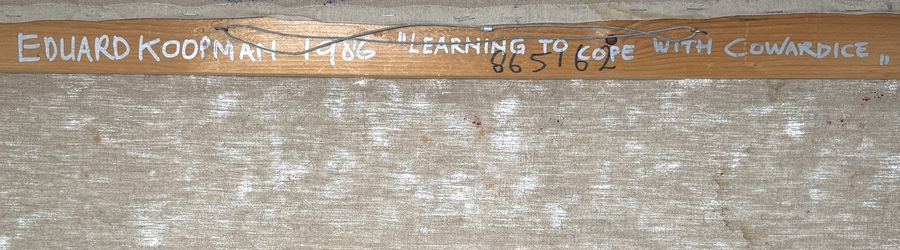 EDUARD KOOPMAN 1986 "LEARNING TO COPE WITH COWARDICE"
865162